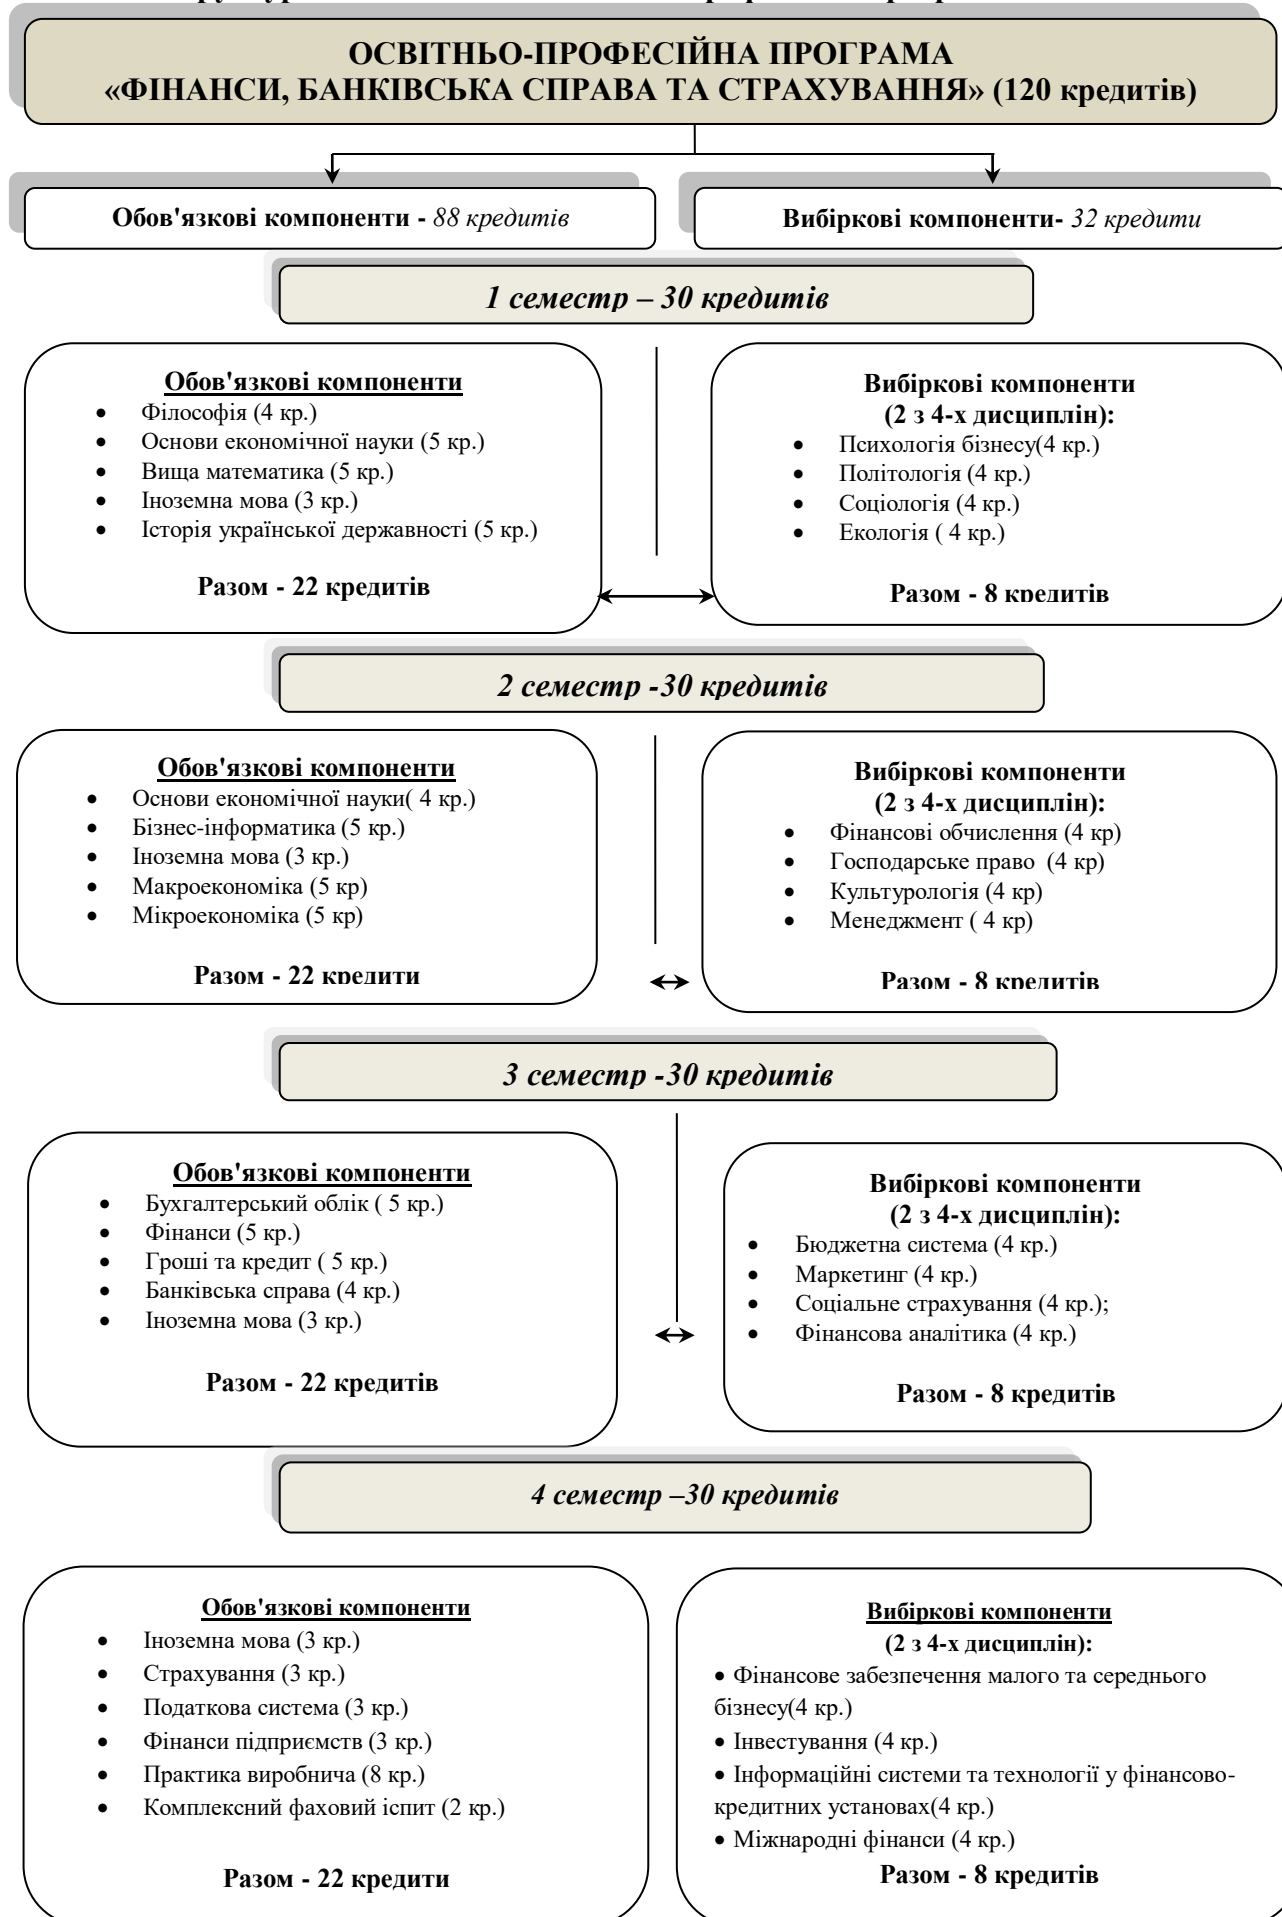 ОСВІТНЬО-ПРОФЕСІЙНА ПРОГРАМА
«ФІНАНСИ, БАНКІВСЬКА СПРАВА ТА СТРАХУВАННЯ» (120 кредитів)
Обов'язкові компоненти - 88 кредитів
Вибіркові компоненти- 32 кредити
1 семестр – 30 кредитів
Обов'язкові компоненти
• Філософія (4 кр.)
• Основи економічної науки (5 кр.)
• Вища математика (5 кр.)
• Іноземна мова (3 кр.)
• Історія української державності (5 кр.)
Разом - 22 кредитів
Вибіркові компоненти
(2 з 4-х дисциплін):
• Психологія бізнесу(4 кр.)
• Політологія (4 кр.)
• Соціологія (4 кр.)
• Екологія ( 4 кр.)
Разом - 8 кредитів
2 семестр -30 кредитів
Обов'язкові компоненти
• Основи економічної науки( 4 кр.)
• Бізнес-інформатика (5 кр.)
• Іноземна мова (3 кр.)
• Макроекономіка (5 кр)
• Мікроекономіка (5 кр)
Разом - 22 кредити
Вибіркові компоненти
(2 з 4-х дисциплін):
• Фінансові обчислення (4 кр)
• Господарське право (4 кр)
• Культурологія (4 кр)
• Менеджмент ( 4 кр)
Разом - 8 кредитів
3 семестр -30 кредитів
Обов'язкові компоненти
• Бухгалтерський облік ( 5 кр.)
• Фінанси (5 кр.)
• Гроші та кредит ( 5 кр.)
• Банківська справа (4 кр.)
• Іноземна мова (3 кр.)
Разом - 22 кредитів
Вибіркові компоненти
(2 з 4-х дисциплін):
• Бюджетна система (4 кр.)
• Маркетинг (4 кр.)
• Соціальне страхування (4 кр.);
• Фінансова аналітика (4 кр.)
Разом - 8 кредитів
4 семестр –30 кредитів
Обов'язкові компоненти
• Іноземна мова (3 кр.)
• Страхування (3 кр.)
• Податкова система (3 кр.)
• Фінанси підприємств (3 кр.)
• Практика виробнича (8 кр.)
• Комплексний фаховий іспит (2 кр.)
Разом - 22 кредити
Вибіркові компоненти
(2 з 4-х дисциплін):
• Фінансове забезпечення малого та середнього
бізнесу(4 кр.)
• Інвестування (4 кр.)
• Інформаційні системи та технології у фінансово-
кредитних установах(4 кр.)
• Міжнародні фінанси (4 кр.)
Разом - 8 кредитів